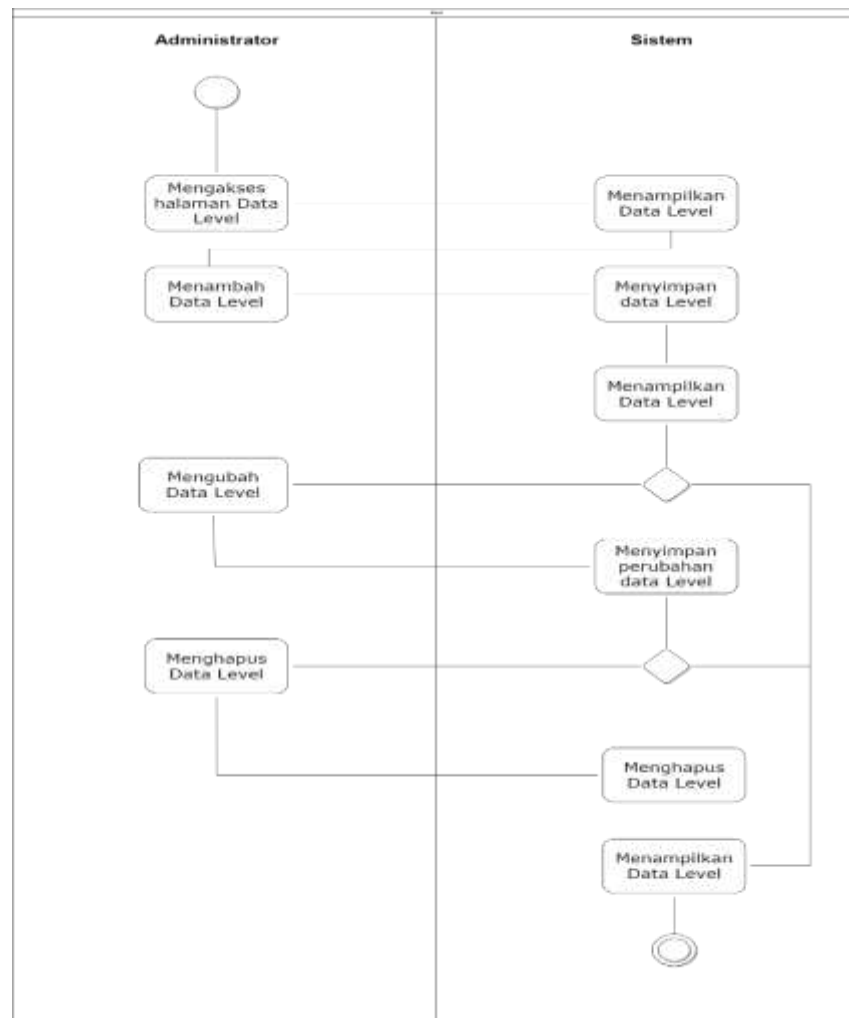 Administrator
Sistem
Mengakses
halaman Data
Level
Menampilkan
Data Level
Menambah
Data Level
Menyimpan
data Level
Menampilkan
Data Level
Mengubah
Data Level
Menyimpan
perubahan
data Level
Menghapus
Data Level
Menghapus
Data Level
Menampilkan
Data Level